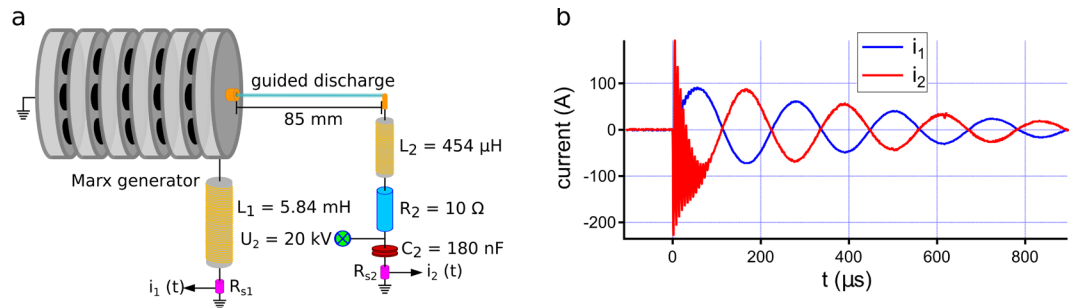 a
guided discharge
85 mm
L₂ = 454 μH
Marx generator
L₁ = 5.84 mH
R₂ = 10 Ω
U₂ = 20 kV
C₂ = 180 nF
i₁ (t)
Rs1
Rs2
i₂ (t)
b
i₁
i₂
current (A)
100
0
-100
-200
0 200 400 600 800
t (μs)